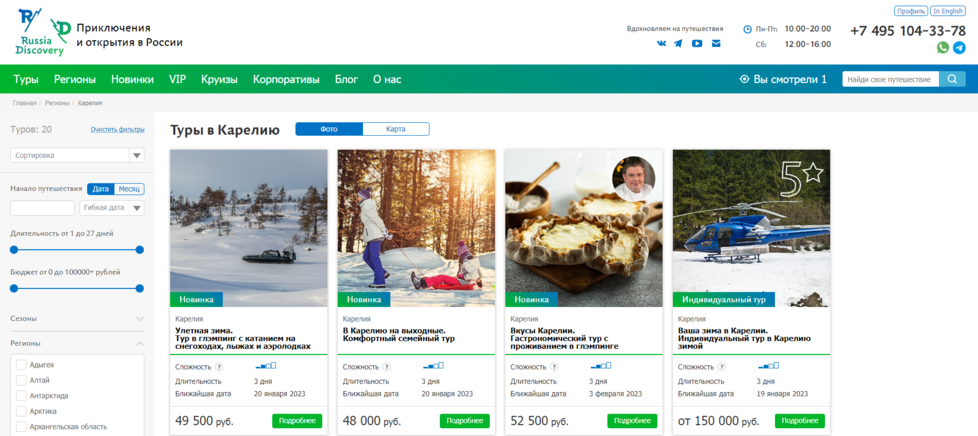 Профиль
In English
Russia
Discovery
Приключения
и открытия в России
Вдохновляем на путешествия
Пн-Пт: 10:00-20:00
Сб: 12:00-16:00
+7 495 104-33-78
Туры Регионы Новинки VIP Круизы Корпоративы Блог О нас
Вы смотрели 1
Найди свое путешествие
Главная / Регионы / Карелия
Туров: 20
Очистить фильтры
Сортировка
Начало путешествия
Дата
Месяц
Гибкая дата
Длительность от 1 до 27 дней
Бюджет от 0 до 100000+ рублей
Сезоны
Регионы
Адыгея
Алтай
Антарктида
Арктика
Архангельская область
Туры в Карелию
Фото
Карта
Новинка
Карелия
Улетная зима.
Тур в глэмпинг с катанием на
снегоходах, лыжах и аэролодках
Сложность ?
Длительность 3 дня
Ближайшая дата 20 января 2023
49 500 руб.
Подробнее
Новинка
Карелия
В Карелию на выходные.
Комфортный семейный тур
Сложность ?
Длительность 3 дня
Ближайшая дата 20 января 2023
48 000 руб.
Подробнее
Новинка
Карелия
Вкусы Карелии.
Гастрономический тур с
проживанием в глэмпинге
Сложность ?
Длительность 3 дня
Ближайшая дата 3 февраля 2023
52 500 руб.
Подробнее
5
Индивидуальный тур
Карелия
Ваша зима в Карелии.
Индивидуальный тур в Карелию
зимой
Сложность ?
Длительность 3 дня
Ближайшая дата 19 января 2023
от 150 000 руб.
Подробнее